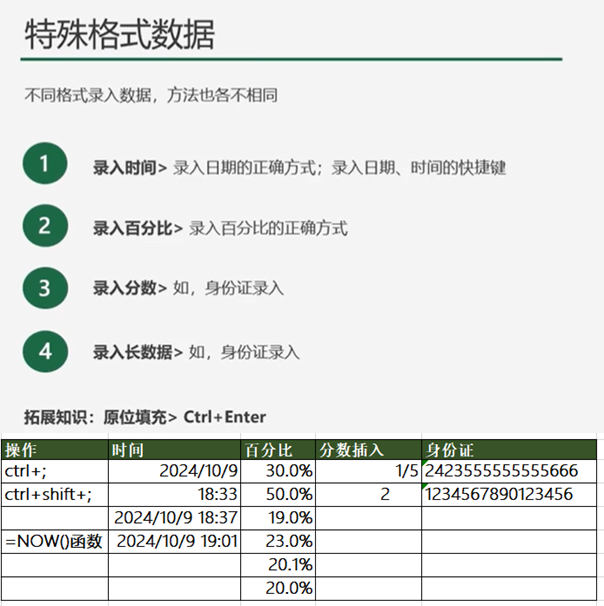 特殊格式数据
不同格式录入数据，方法也各不相同
1 录入时间> 录入日期的正确方式；录入日期、时间的快捷键
2 录入百分比> 录入百分比的正确方式
3 录入分数> 如，身份证录入
4 录入长数据> 如，身份证录入
拓展知识：原位填充> Ctrl+Enter
操作 时间 百分比 分数插入 身份证
ctrl+; 2024/10/9 30.0% 1/5 2423555555555666
ctrl+shift+; 18:33 50.0% 2 1234567890123456
2024/10/9 18:37 19.0%
=NOW()函数 2024/10/9 19:01 23.0%
20.1%
20.0%